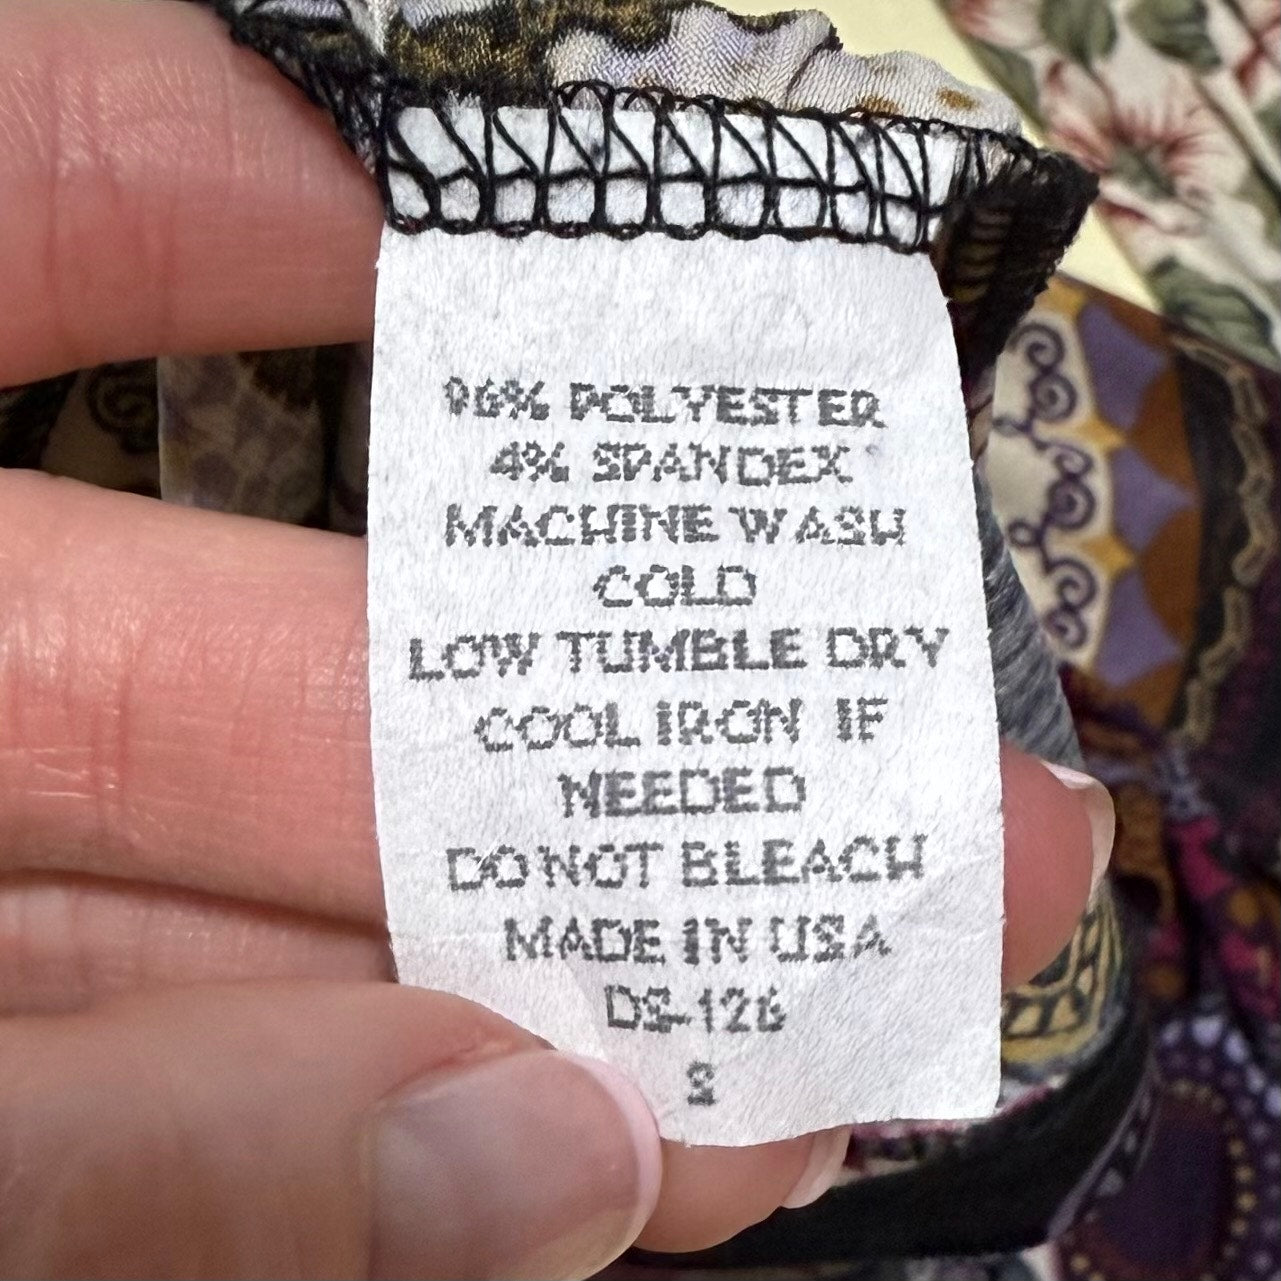 96% POLYESTER
4% SPANDEX
MACHINE WASH
COLD
LOW TUMBLE DRY
COOL IRON IF
NEEDED
DO NOT BLEACH
MADE IN USA
DS-126
S